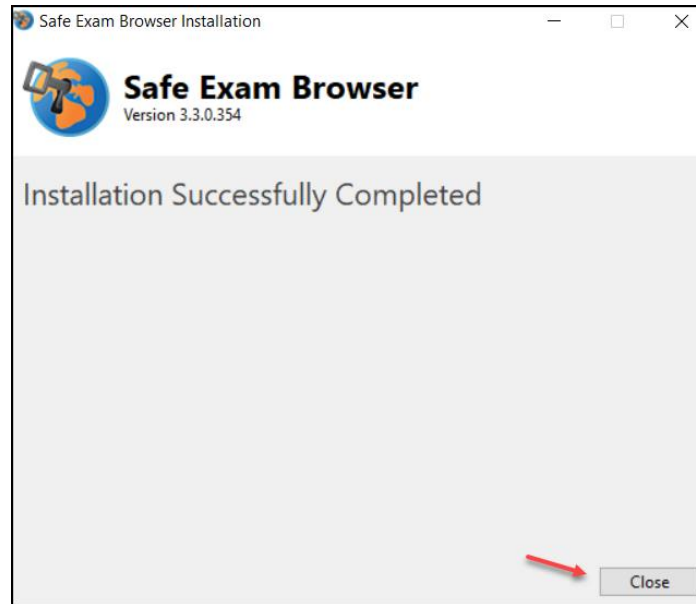 Safe Exam Browser Installation
Safe Exam Browser
Version 3.3.0.354
Installation Successfully Completed
Close